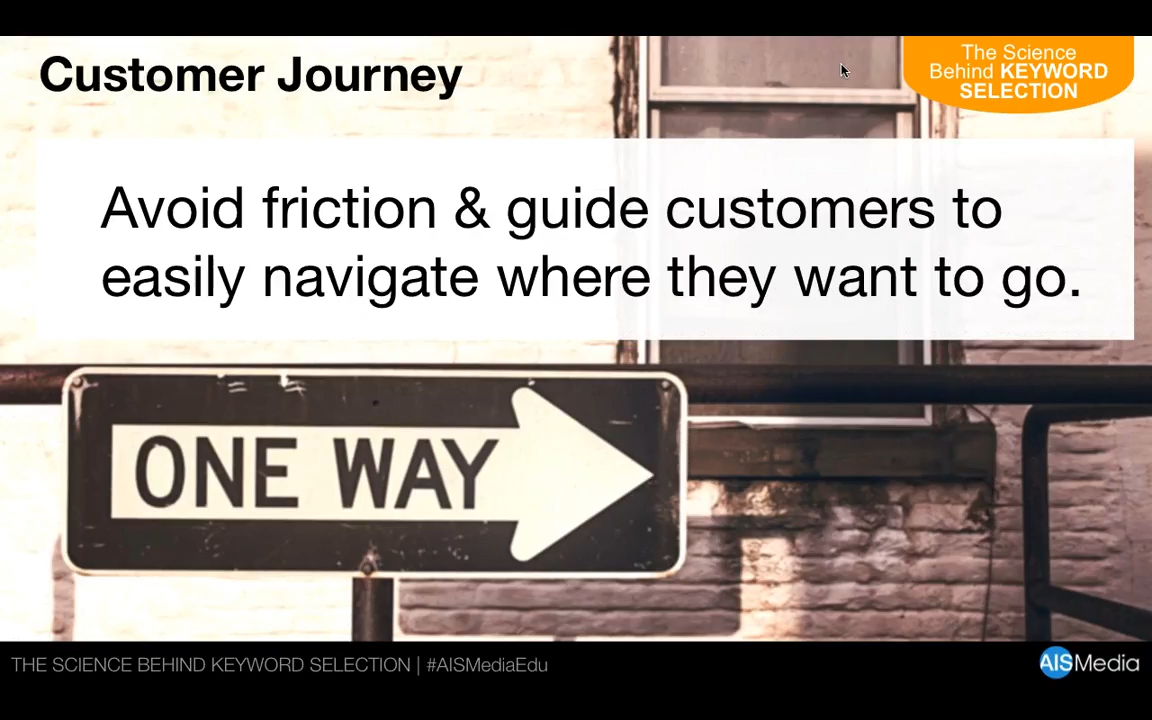 Customer Journey
The Science
Behind KEYWORD
SELECTION
Avoid friction & guide customers to
easily navigate where they want to go.
ONE WAY
THE SCIENCE BEHIND KEYWORD SELECTION | #AISMediaEdu
AISMedia